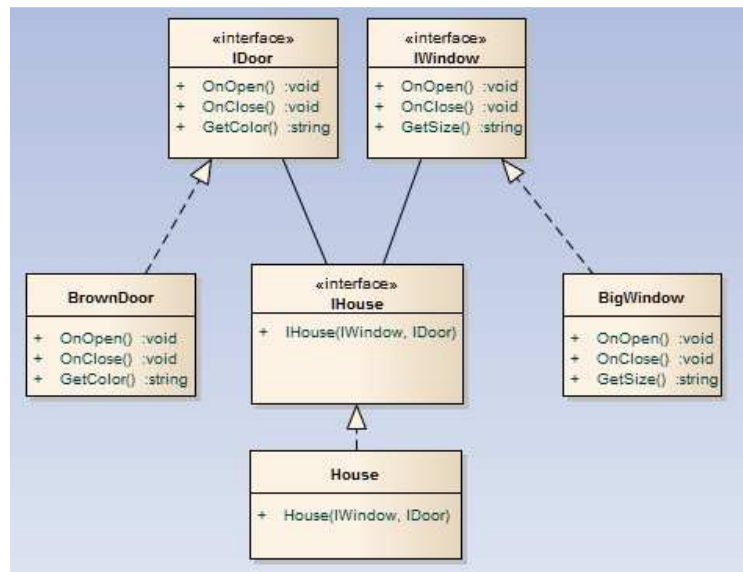 «interface»
IDoor
+ OnOpen() :void
+ OnClose() :void
+ GetColor() :string
«interface»
IWindow
+ OnOpen() :void
+ OnClose() :void
+ GetSize() :string
BrownDoor
+ OnOpen() :void
+ OnClose() :void
+ GetColor() :string
«interface»
IHouse
+ IHouse(IWindow, IDoor)
BigWindow
+ OnOpen() :void
+ OnClose() :void
+ GetSize() :string
House
+ House(IWindow, IDoor)